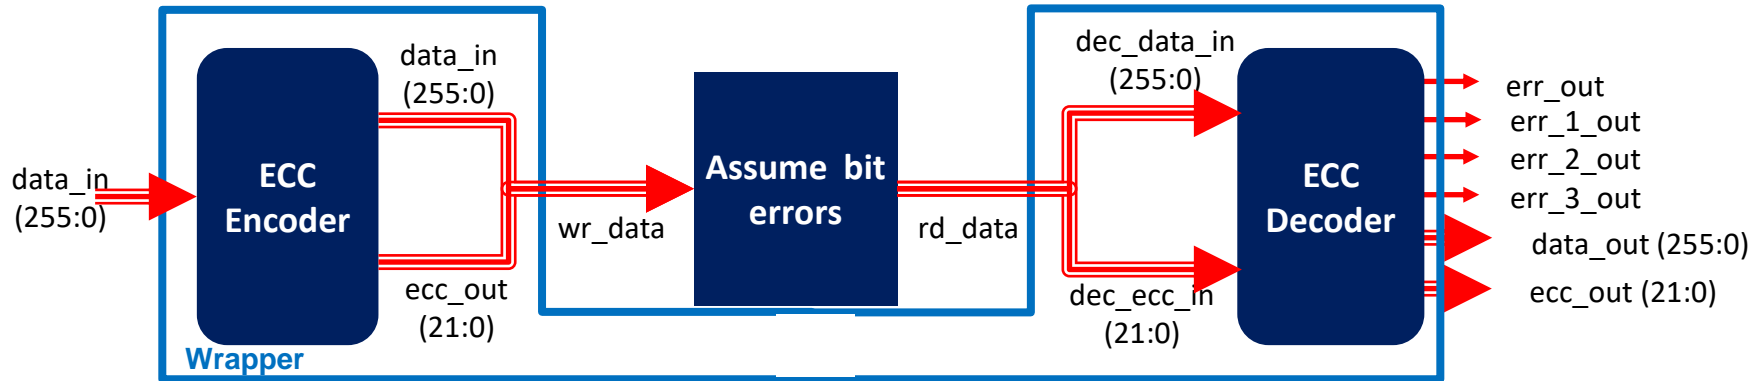 data_in
(255:0)
ECC
Encoder
data_in
(255:0)
ecc_out
(21:0)
Wrapper
wr_data
Assume bit
errors
rd_data
dec_data_in
(255:0)
dec_ecc_in
(21:0)
ECC
Decoder
err_out
err_1_out
err_2_out
err_3_out
data_out (255:0)
ecc_out (21:0)